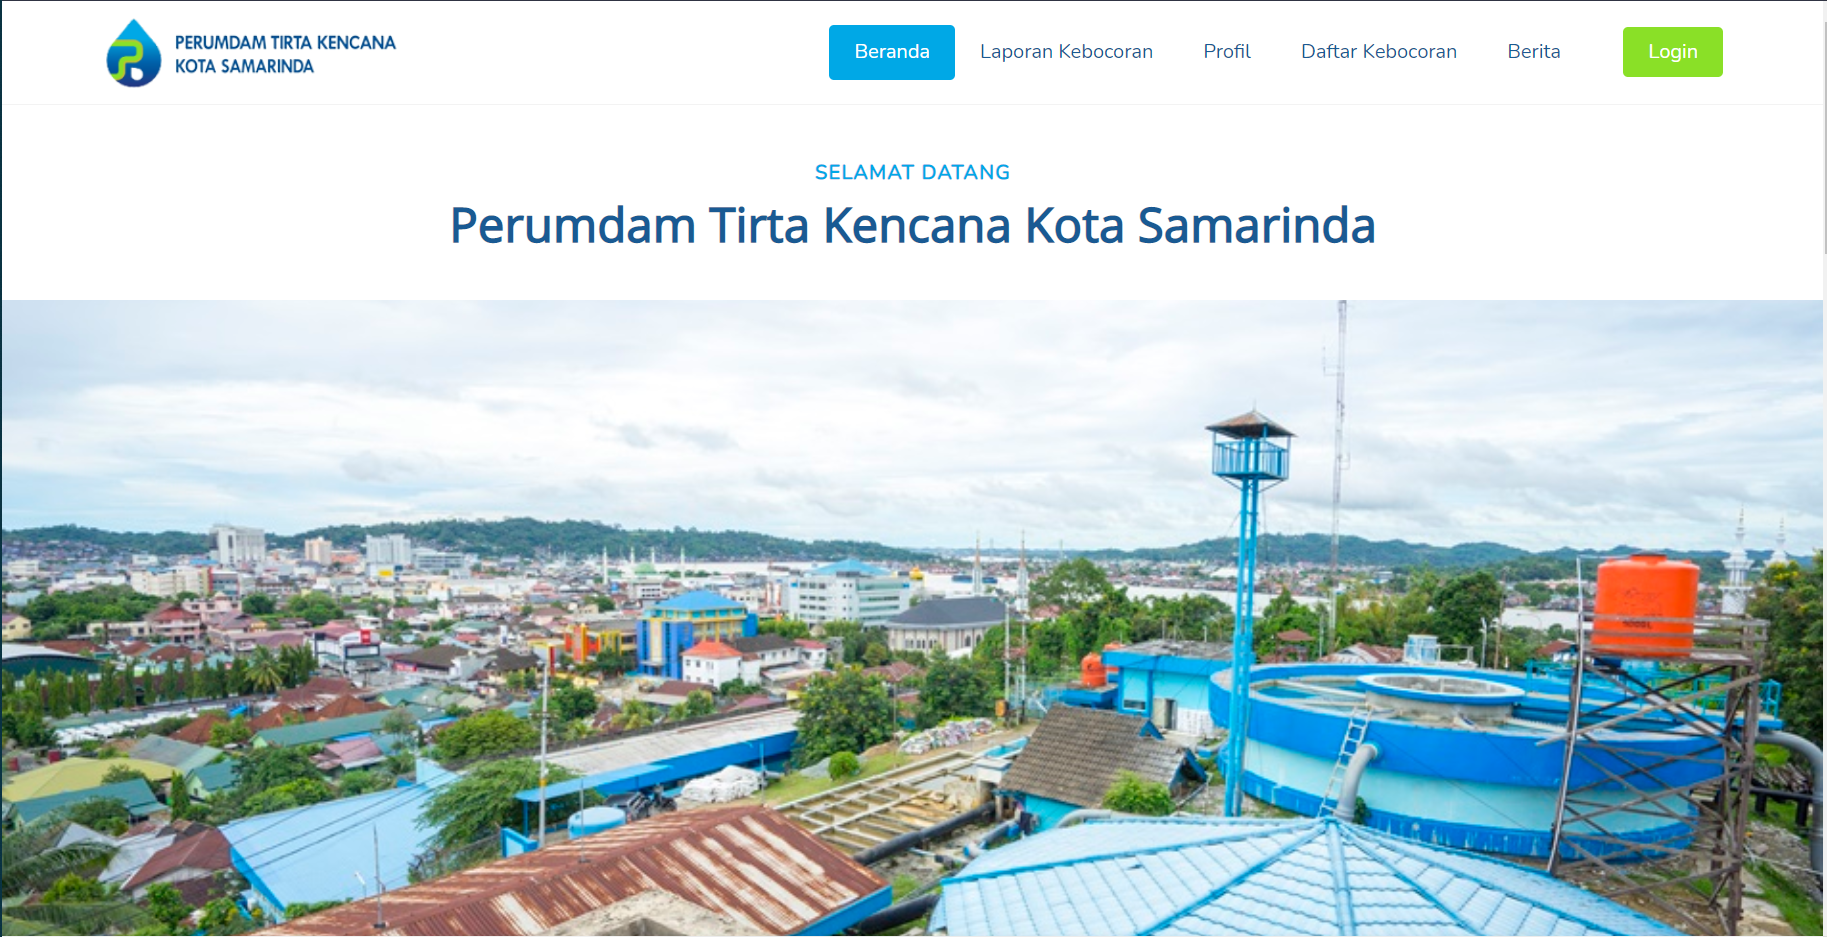 PERUMDAM TIRTA KENCANA
KOTA SAMARINDA
Beranda
Laporan Kebocoran
Profil
Daftar Kebocoran
Berita
Login
SELAMAT DATANG
Perumdam Tirta Kencana Kota Samarinda